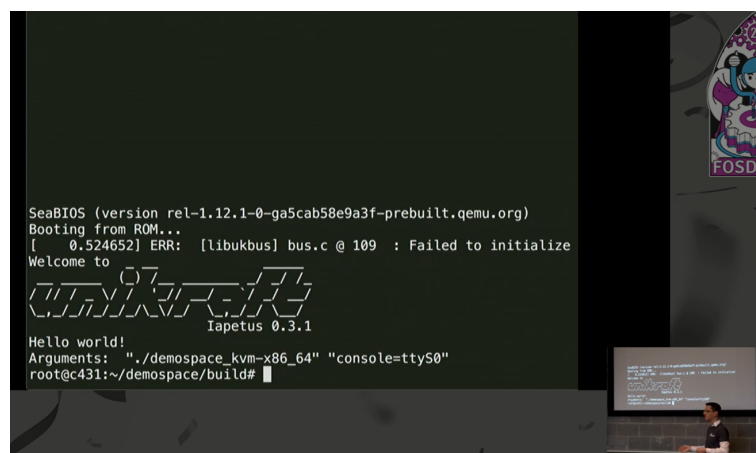 SeaBIOS (version rel-1.12.1-0-ga5cab58e9a3f-prebuilt.qemu.org)
Booting from ROM...
[    0.524652] ERR:  [libukbus] bus.c @ 109  : Failed to initialize
Welcome to
unikraft
Iapetus 0.3.1
Hello world!
Arguments:  "./demospace_kvm-x86_64" "console=ttyS0"
root@c431:~/demospace/build#
FOSD